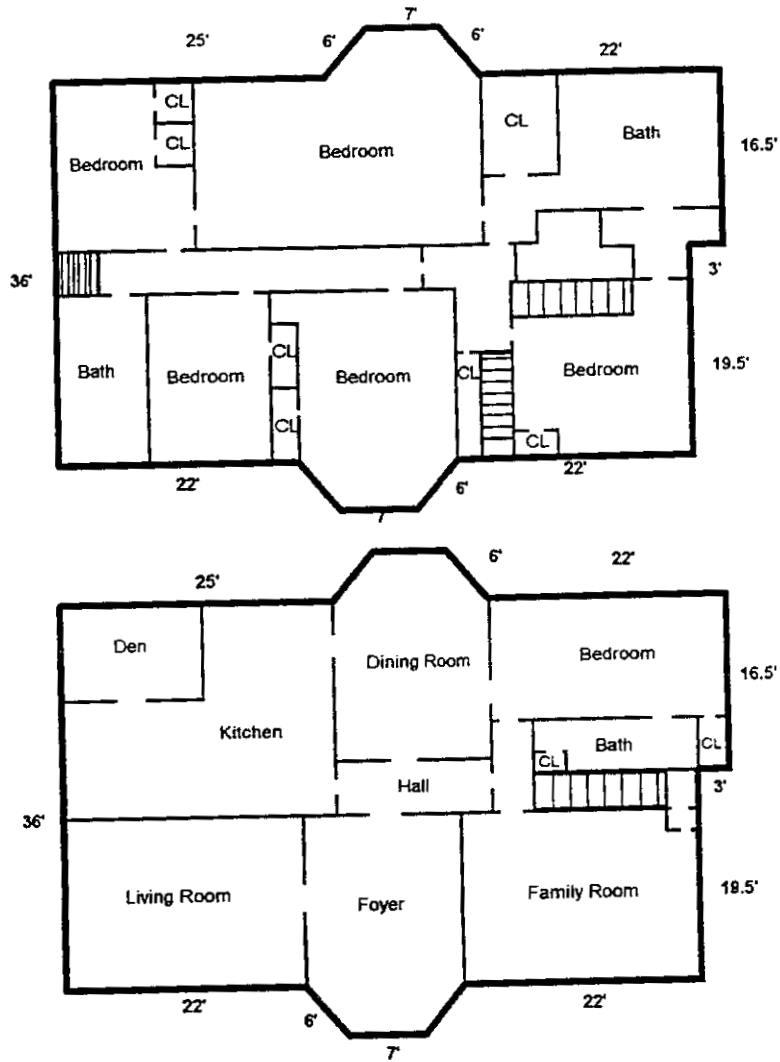 7'
25' 6' 6' 22'
CL
CL
CL
Bath
Bedroom
Bedroom
16.5'
36'
3'
CL
CL
Bath
Bedroom
Bedroom
Bedroom
19.5'
CL
CL
22' 6' 22'
7'
25' 6' 22'
Den
Dining Room
Bedroom
16.5'
Kitchen
Bath
CL
CL
Hall
3'
36'
Living Room
Foyer
Family Room
19.5'
22' 6' 22'
7'